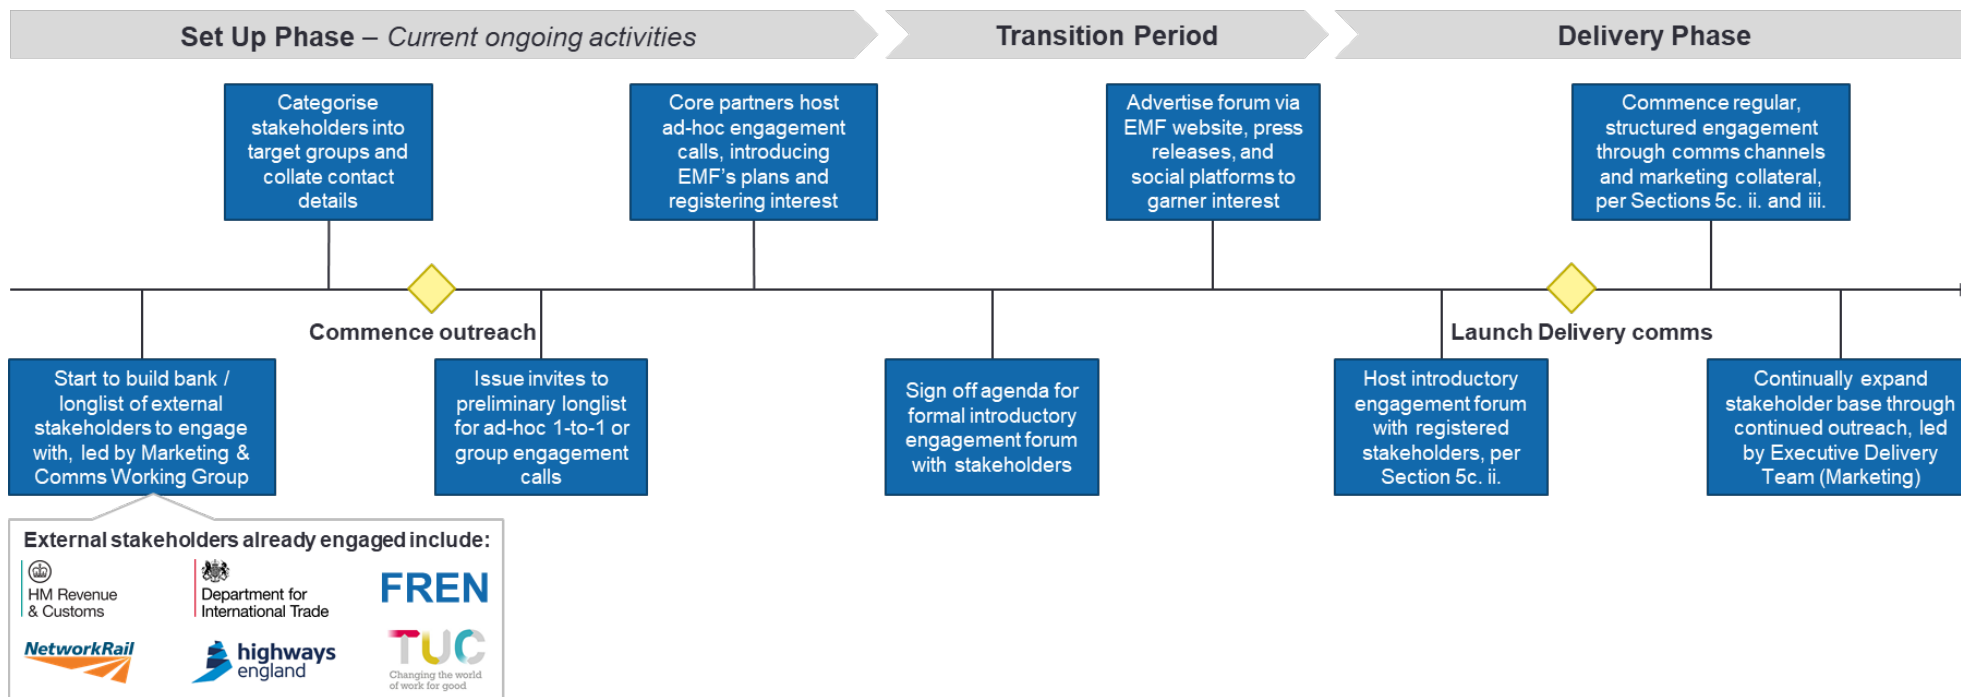 Set Up Phase – Current ongoing activities
Transition Period
Delivery Phase
Categorise
stakeholders into
target groups and
collate contact
details
Core partners host
ad-hoc engagement
calls, introducing
EMF's plans and
registering interest
Advertise forum via
EMF website, press
releases, and
social platforms to
garner interest
Commence regular,
structured engagement
through comms channels
and marketing collateral,
per Sections 5c. ii. and iii.
Commence outreach
Launch Delivery comms
Start to build bank /
longlist of external
stakeholders to engage
with, led by Marketing &
Comms Working Group
Issue invites to
preliminary longlist
for ad-hoc 1-to-1 or
group engagement
calls
Sign off agenda for
formal introductory
engagement forum
with stakeholders
Host introductory
engagement forum
with registered
stakeholders, per
Section 5c. ii.
Continually expand
stakeholder base through
continued outreach, led
by Executive Delivery
Team (Marketing)
External stakeholders already engaged include:
HM Revenue
& Customs
Department for
International Trade
FREN
NetworkRail
highways
england
TUC
Changing the world
of work for good